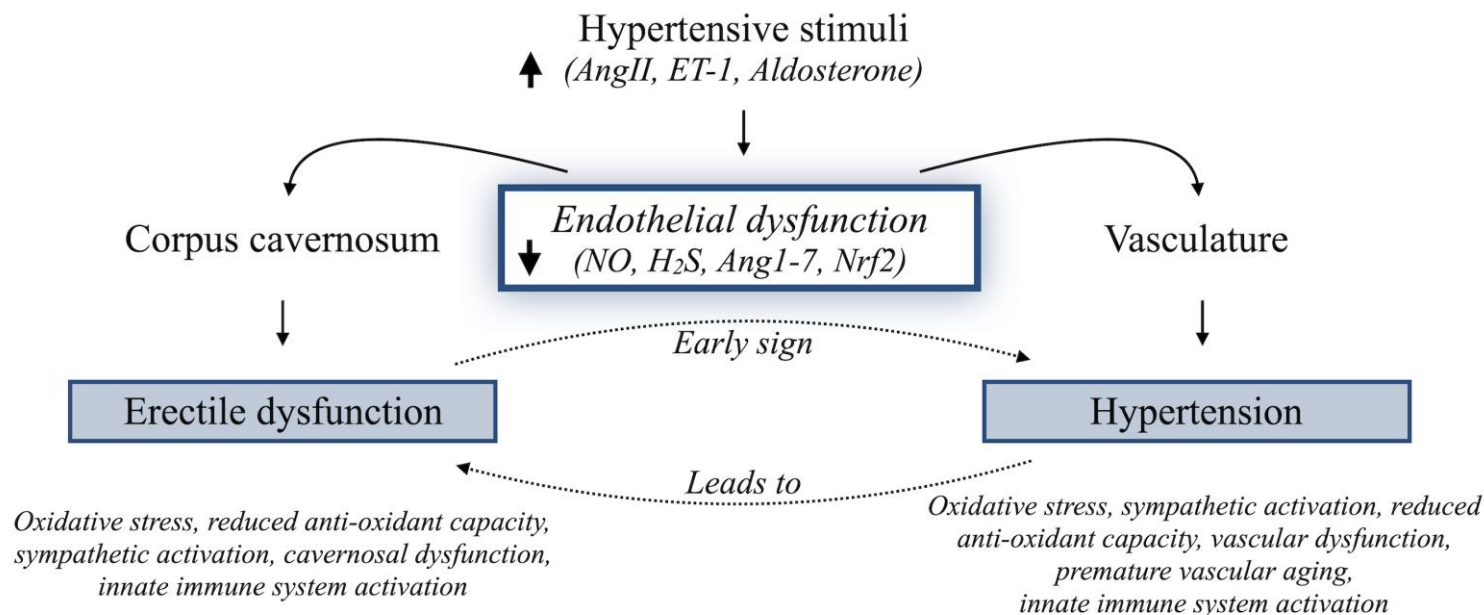 Hypertensive stimuli
(AngII, ET-1, Aldosterone)
Endothelial dysfunction
(NO, H₂S, Ang1-7, Nrf2)
Corpus cavernosum
Vasculature
Early sign
Erectile dysfunction
Hypertension
Leads to
Oxidative stress, reduced anti-oxidant capacity,
sympathetic activation, cavernosal dysfunction,
innate immune system activation
Oxidative stress, sympathetic activation, reduced
anti-oxidant capacity, vascular dysfunction,
premature vascular aging,
innate immune system activation